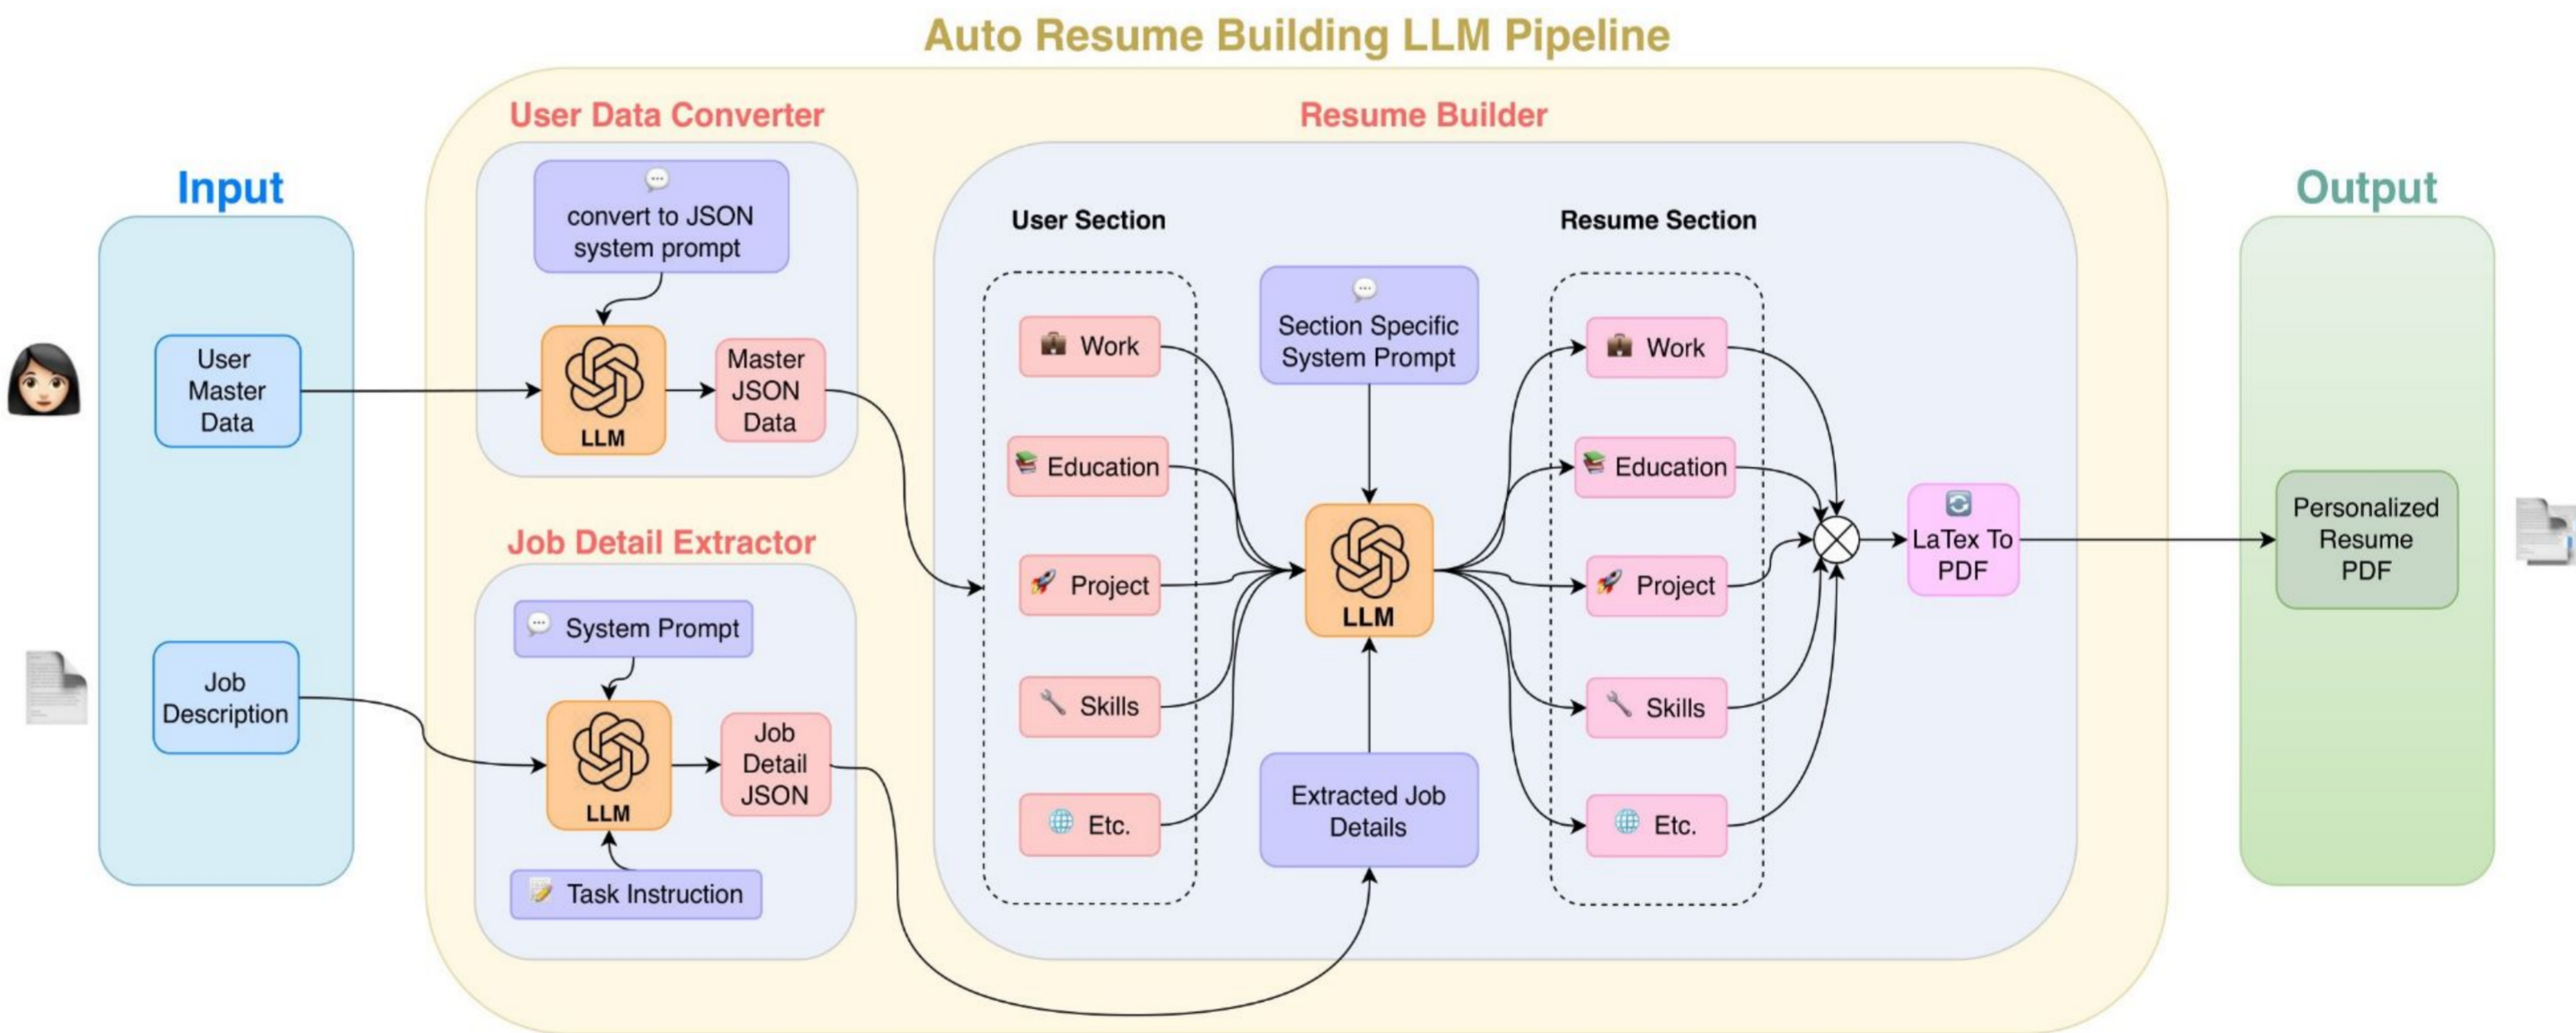 Auto Resume Building LLM Pipeline
Input
User
Master
Data
Job
Description
User Data Converter
convert to JSON
system prompt
LLM
Master
JSON
Data
Job Detail Extractor
System Prompt
LLM
Job
Detail
JSON
Task Instruction
Resume Builder
User Section
Work
Education
Project
Skills
Etc.
Section Specific
System Prompt
LLM
Extracted Job
Details
Resume Section
Work
Education
Project
Skills
Etc.
LaTex To
PDF
Output
Personalized
Resume
PDF